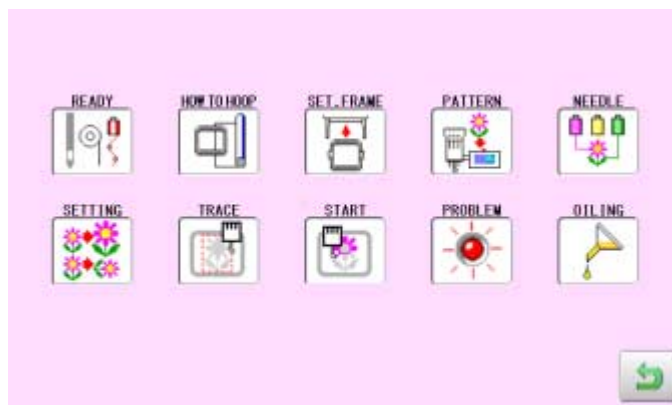 READY HOW TO HOOP SET.FRAME PATTERN NEEDLE
SETTING TRACE START PROBLEM OILING